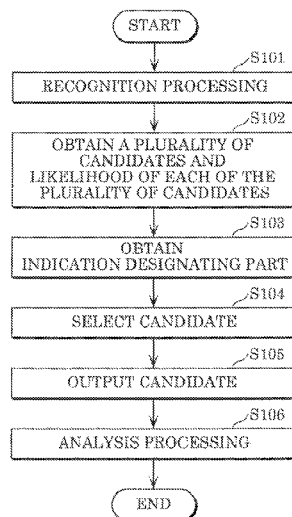 START
S101
RECOGNITION PROCESSING
S102
OBTAIN A PLURALITY OF
CANDIDATES AND
LIKELIHOOD OF EACH OF THE
PLURALITY OF CANDIDATES
S103
OBTAIN
INDICATION DESIGNATING PART
S104
SELECT CANDIDATE
S105
OUTPUT CANDIDATE
S106
ANALYSIS PROCESSING
END